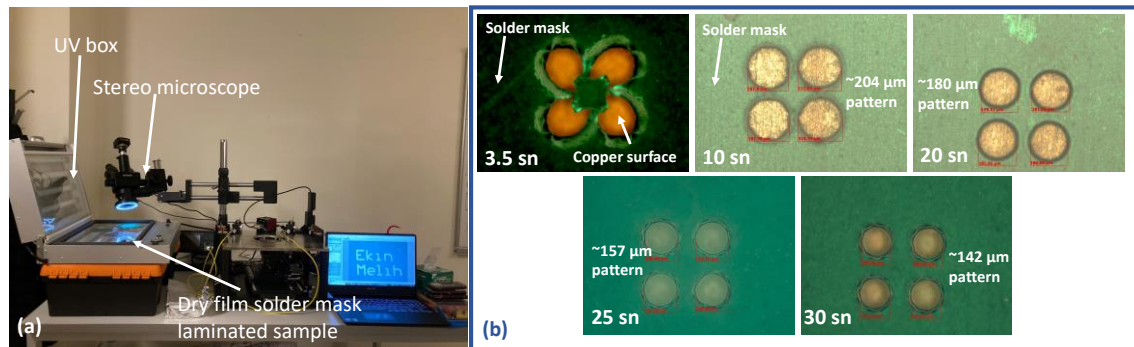 UV box
Stereo microscope
Ekin
Melih
Dry film solder mask
laminated sample
(a)
Solder mask
3.5 sn
Copper surface
Solder mask
~204 µm
pattern
10 sn
~180 µm
pattern
20 sn
~157 µm
pattern
25 sn
~142 µm
pattern
30 sn
(b)